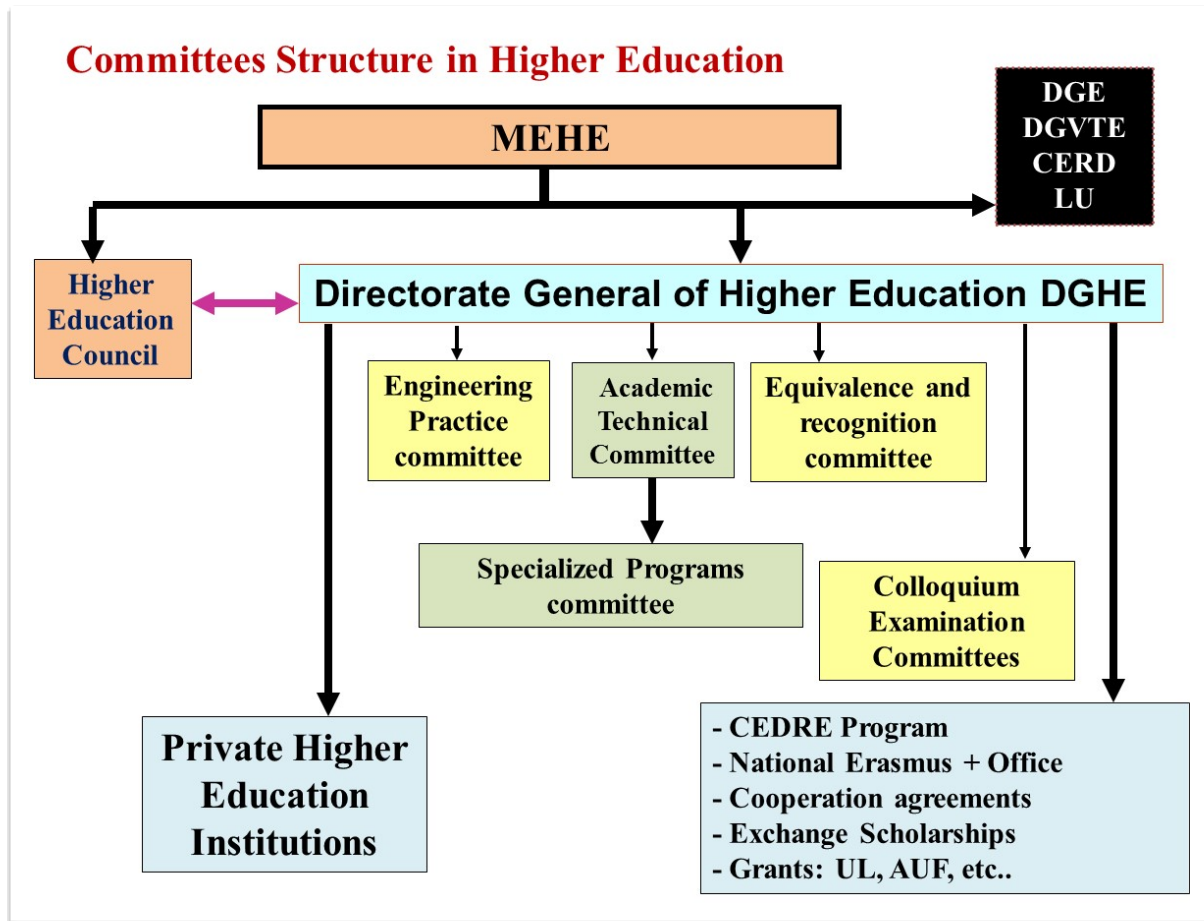 Committees Structure in Higher Education
MEHE
DGE
DGVTE
CERD
LU
Higher
Education
Council
Directorate General of Higher Education DGHE
Engineering
Practice
committee
Academic
Technical
Committee
Equivalence and
recognition
committee
Specialized Programs
committee
Colloquium
Examination
Committees
Private Higher
Education
Institutions
- CEDRE Program
- National Erasmus + Office
- Cooperation agreements
- Exchange Scholarships
- Grants: UL, AUF, etc..